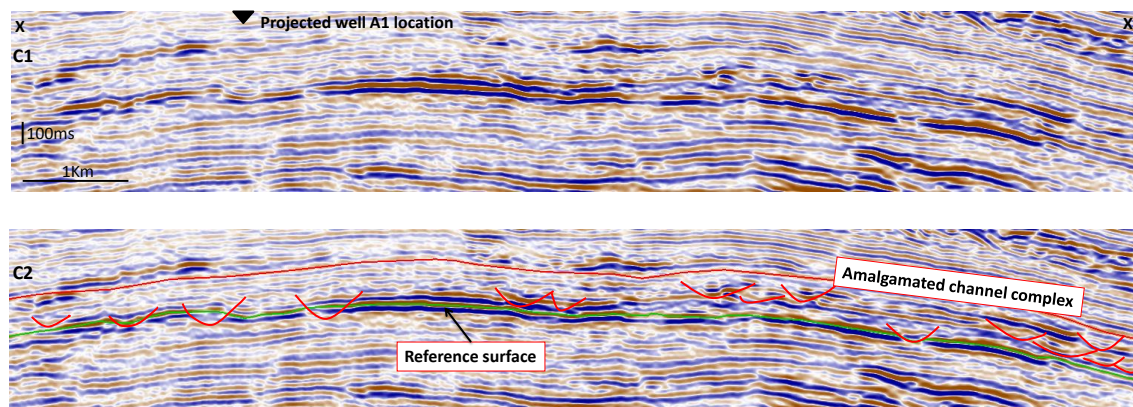 X
Projected well A1 location
X
C1
100ms
1Km
C2
Amalgamated channel complex
Reference surface